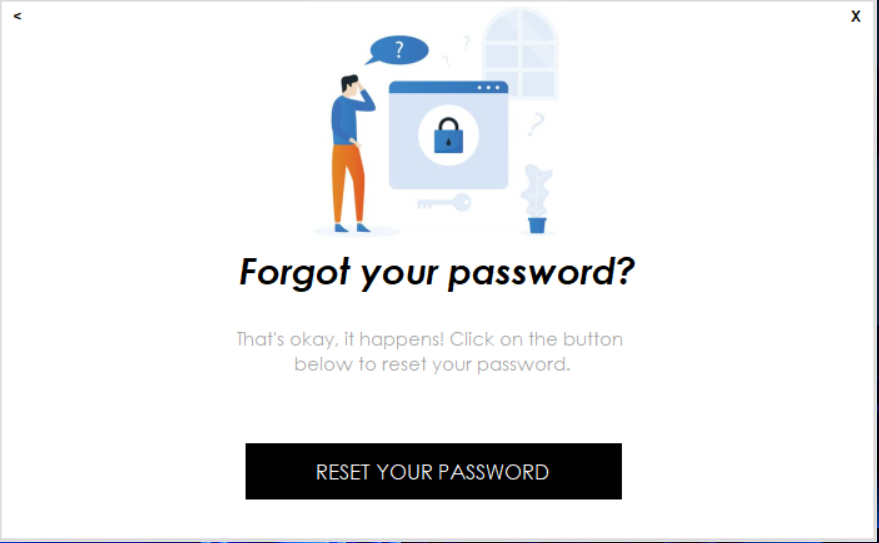 <
X
?
?
?
Forgot your password?
That's okay, it happens! Click on the button
below to reset your password.
RESET YOUR PASSWORD